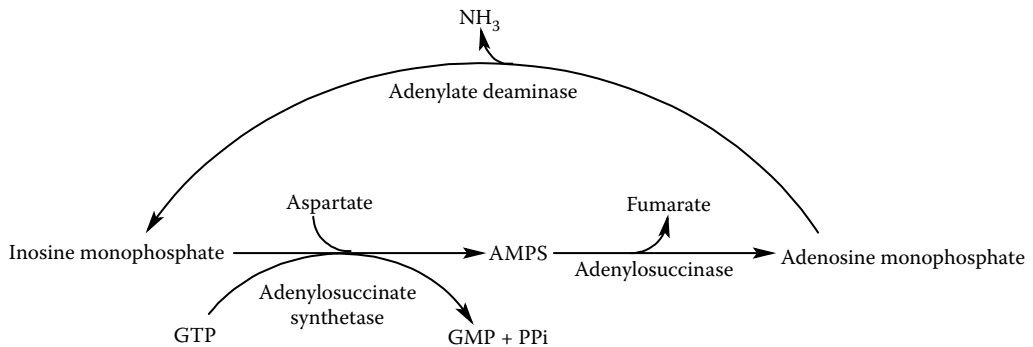 NH3
Adenylate deaminase
Aspartate
Fumarate
Inosine monophosphate
AMPS
Adenosine monophosphate
Adenylosuccinase
Adenylosuccinate
synthetase
GTP
GMP + PPi